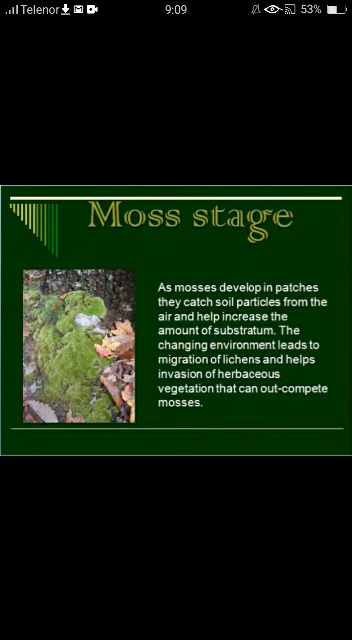 Telenor 9:09 53%
Moss stage
As mosses develop in patches
they catch soil particles from the
air and help increase the
amount of substratum. The
changing environment leads to
migration of lichens and helps
invasion of herbaceous
vegetation that can out-compete
mosses.